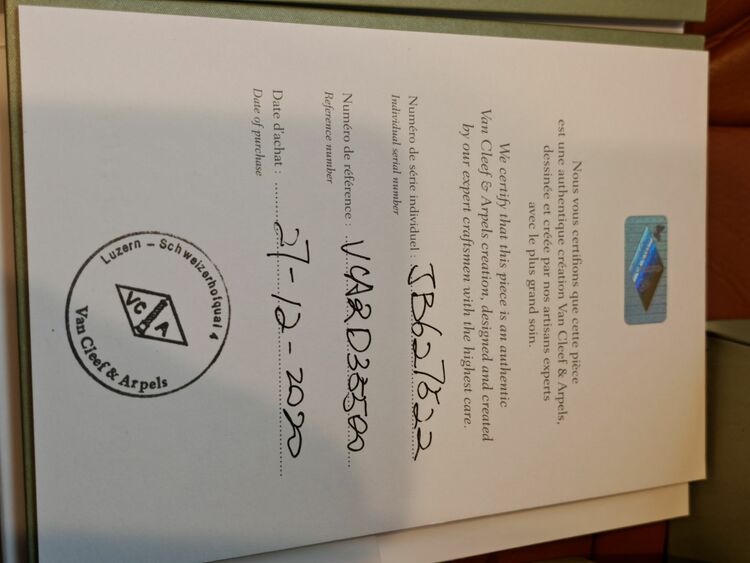 Nous vous certifions que cette pièce
est une authentique création Van Cleef & Arpels,
dessinée et créée par nos artisans experts
avec le plus grand soin.
We certify that this piece is an authentic
Van Cleef & Arpels creation, designed and created
by our expert craftsmen with the highest care.
Numéro de série individuel : JB627822
Individual serial number
Numéro de référence : VCARD38500
Reference number
Date d'achat : 27-12-2020
Date of purchase
Luzern – Schweizerhofquai 4
VC A
Van Cleef & Arpels